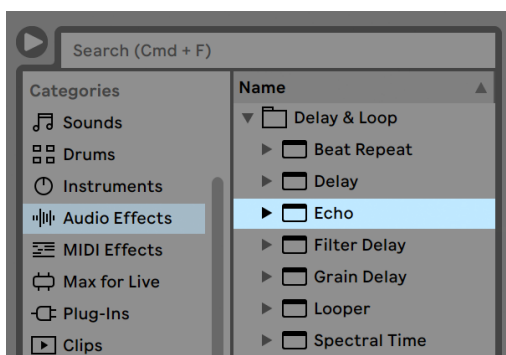 Search (Cmd + F)
Categories
Sounds
Drums
Instruments
Audio Effects
MIDI Effects
Max for Live
Plug-Ins
Clips
Name
Delay & Loop
Beat Repeat
Delay
Echo
Filter Delay
Grain Delay
Looper
Spectral Time